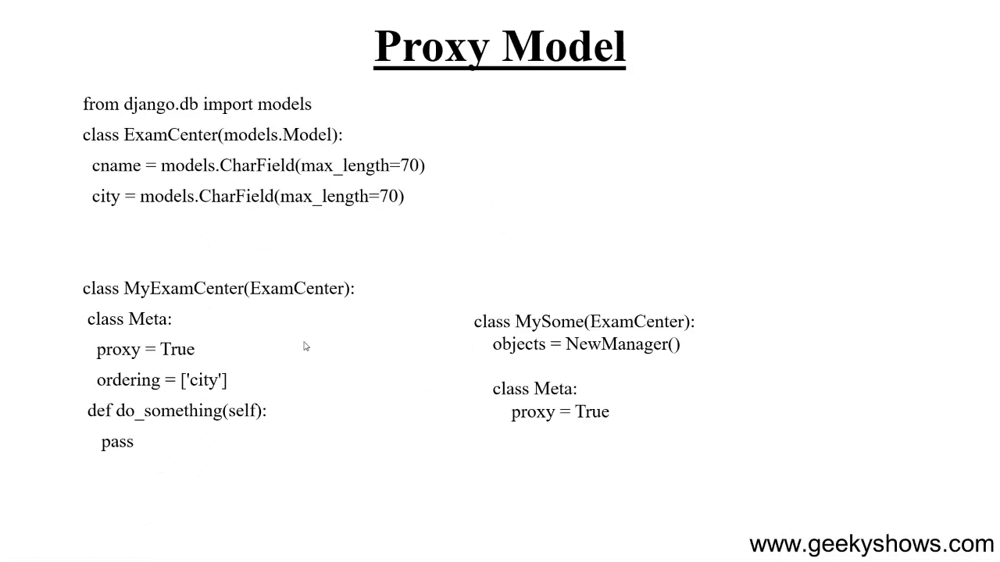 Proxy Model
from django.db import models
class ExamCenter(models.Model):
cname = models.CharField(max_length=70)
city = models.CharField(max_length=70)
class MyExamCenter(ExamCenter):
class Meta:
proxy = True
ordering = ['city']
def do_something(self):
pass
class MySome(ExamCenter):
objects = NewManager()
class Meta:
proxy = True
www.geekyshows.com